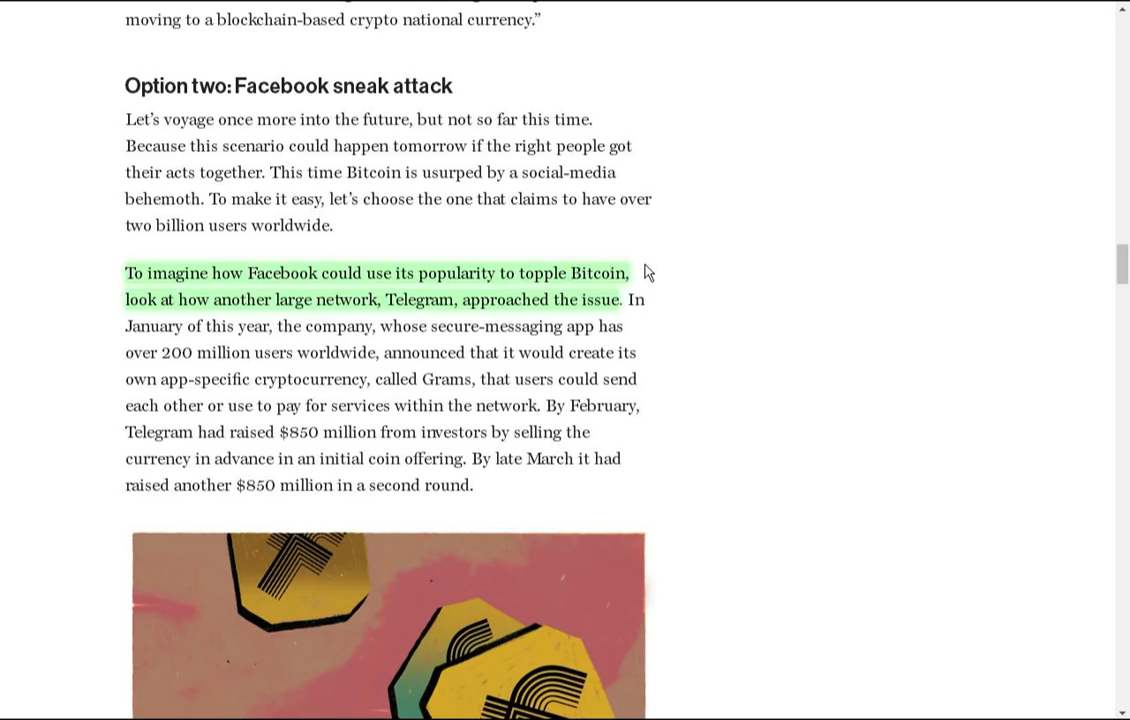 moving to a blockchain-based crypto national currency.”
Option two: Facebook sneak attack
Let’s voyage once more into the future, but not so far this time.
Because this scenario could happen tomorrow if the right people got
their acts together. This time Bitcoin is usurped by a social-media
behemoth. To make it easy, let’s choose the one that claims to have over
two billion users worldwide.
To imagine how Facebook could use its popularity to topple Bitcoin,
look at how another large network, Telegram, approached the issue. In
January of this year, the company, whose secure-messaging app has
over 200 million users worldwide, announced that it would create its
own app-specific cryptocurrency, called Grams, that users could send
each other or use to pay for services within the network. By February,
Telegram had raised $850 million from investors by selling the
currency in advance in an initial coin offering. By late March it had
raised another $850 million in a second round.